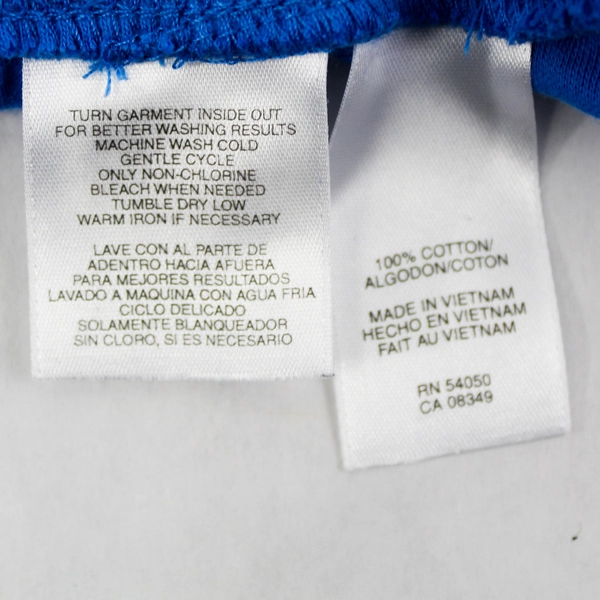 TURN GARMENT INSIDE OUT
FOR BETTER WASHING RESULTS
MACHINE WASH COLD
GENTLE CYCLE
ONLY NON-CHLORINE
BLEACH WHEN NEEDED
TUMBLE DRY LOW
WARM IRON IF NECESSARY
LAVE CON AL PARTE DE
ADENTRO HACIA AFUERA
PARA MEJORES RESULTADOS
LAVADO A MAQUINA CON AGUA FRIA
CICLO DELICADO
SOLAMENTE BLANQUEADOR
SIN CLORO, SI ES NECESARIO
100% COTTON/
ALGODON/COTON
MADE IN VIETNAM
HECHO EN VIETNAM
FAIT AU VIETNAM
RN 54050
CA 08349